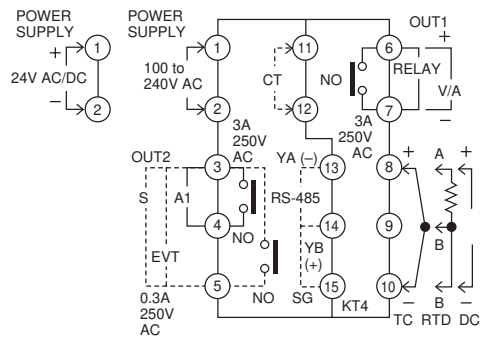 POWER
SUPPLY
+
1
24V AC/DC
−
2
POWER
SUPPLY
1
100 to
240V AC
2
11
CT
12
OUT1
6
+
NO
RELAY
V/A
7
−
3A
250V
AC
3A
250V
AC
OUT2
3
S
A1
4
NO
EVT
5
NO
0.3A
250V
AC
YA (−)
13
RS-485
14
YB
(+)
SG
15
KT4
8
+
A
+
9
B
10
−
B
−
TC RTD DC